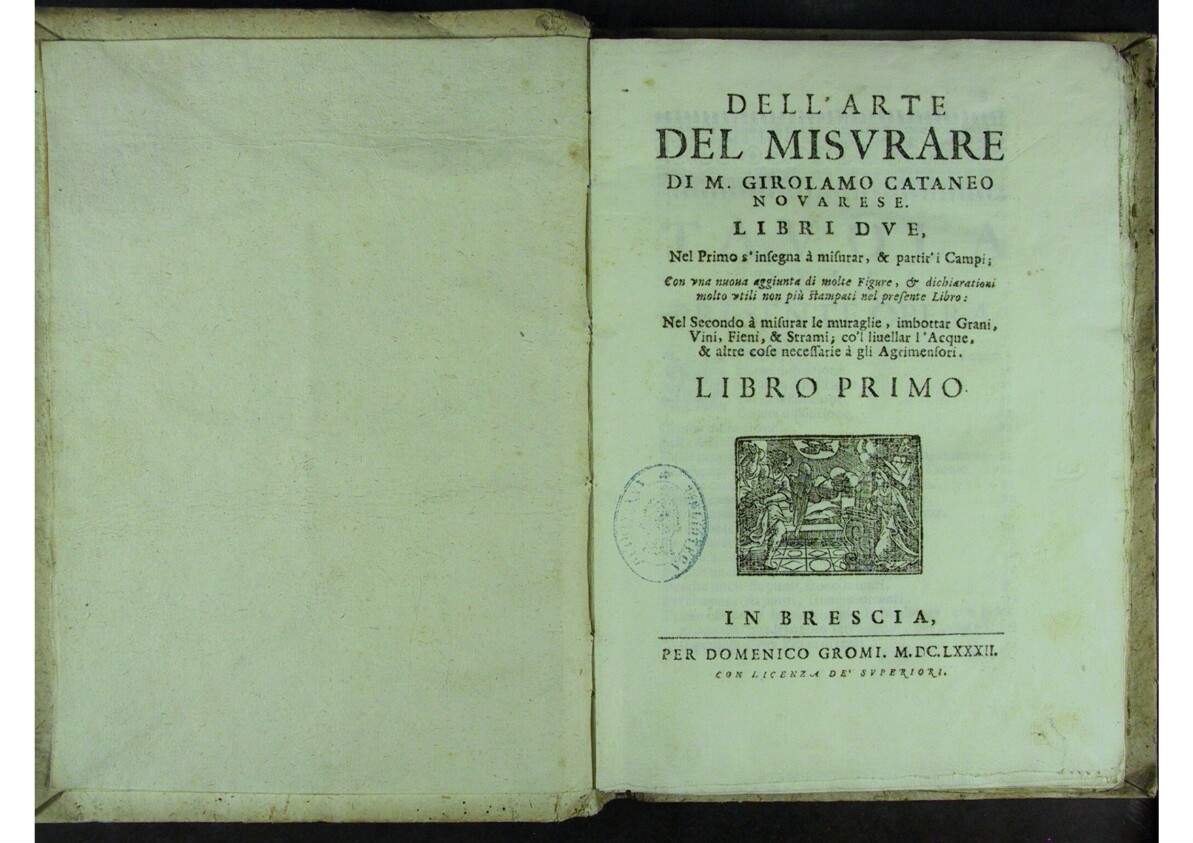 DELL'ARTE
DEL MISVRARE
DI M. GIROLAMO CATANEO
NOVARESE.
LIBRI DVE,
Nel Primo s'inſegna à miſurar, & partir'i Campi;
Con vna nuoua aggiunta di molte Figure, & dichiarationi
molto vtili non più ſtampati nel preſente Libro:
Nel Secondo à miſurar le muraglie, imbottar Grani,
Vini, Fieni, & Strami; co'l liuellar l'Acque,
& altre coſe neceſſarie à gli Agrimenſori.
LIBRO PRIMO.
IN BRESCIA,
PER DOMENICO GROMI. M.DC.LXXXII.
CON LICENZA DE' SVPERIORI.